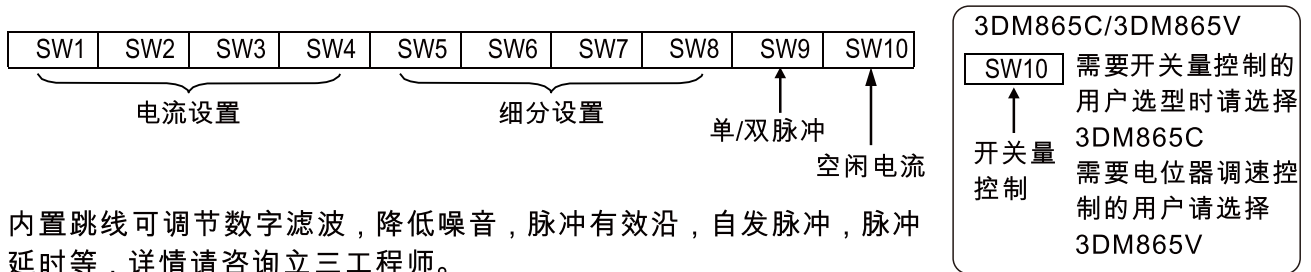 SW1 SW2 SW3 SW4 SW5 SW6 SW7 SW8 SW9 SW10
电流设置
细分设置
单/双脉冲
空闲电流
内置跳线可调节数字滤波，降低噪音，脉冲有效沿，自发脉冲，脉冲
延时等，详情请咨询立三工程师。
3DM865C/3DM865V
SW10
开关量
控制
需要开关量控制的
用户选型时请选择
3DM865C
需要电位器调速控
制的用户请选择
3DM865V